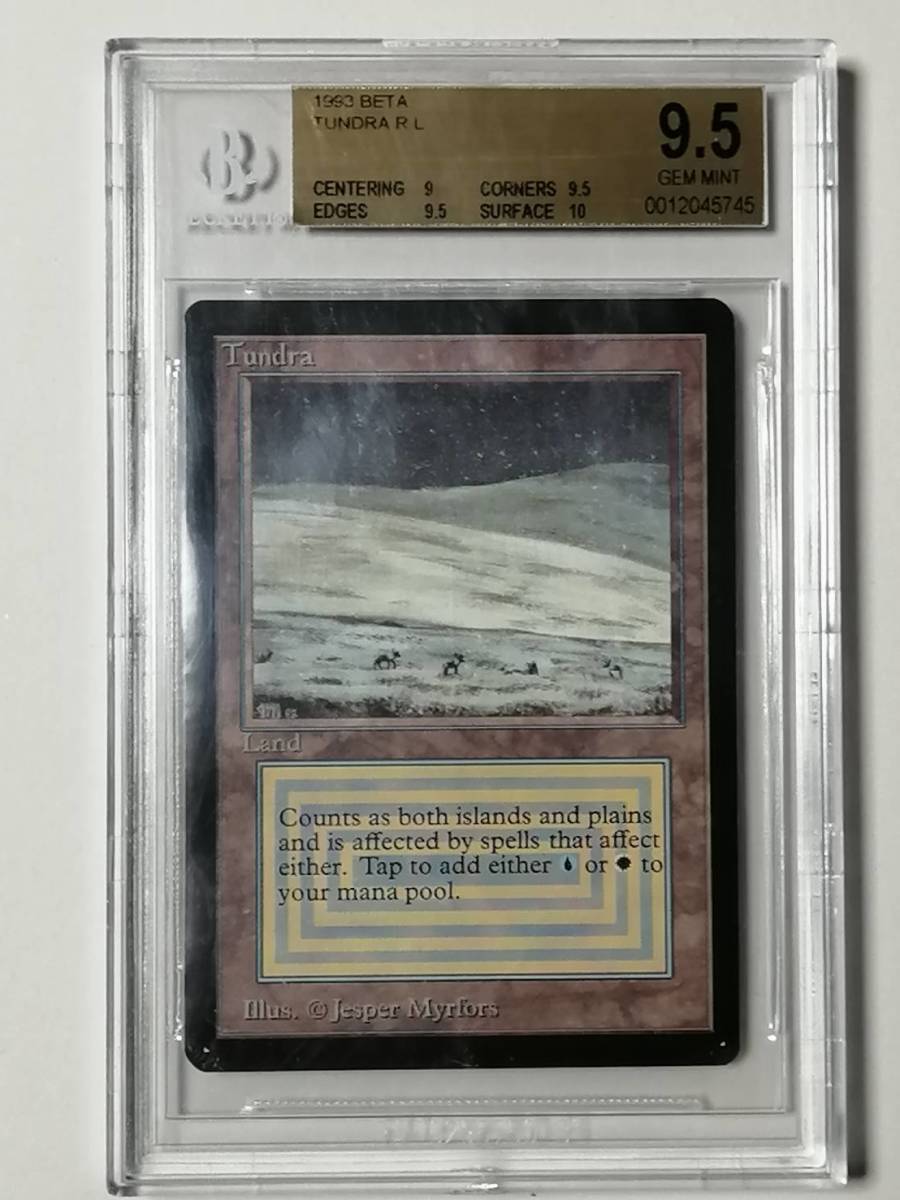 1993 BETA
TUNDRA R L
9.5
GEM MINT
CENTERING 9 CORNERS 9.5
EDGES 9.5 SURFACE 10
0012045745
Tundra
Land
Counts as both islands and plains
and is affected by spells that affect
either. Tap to add either or to
your mana pool.
Illus. © Jesper Myrfors